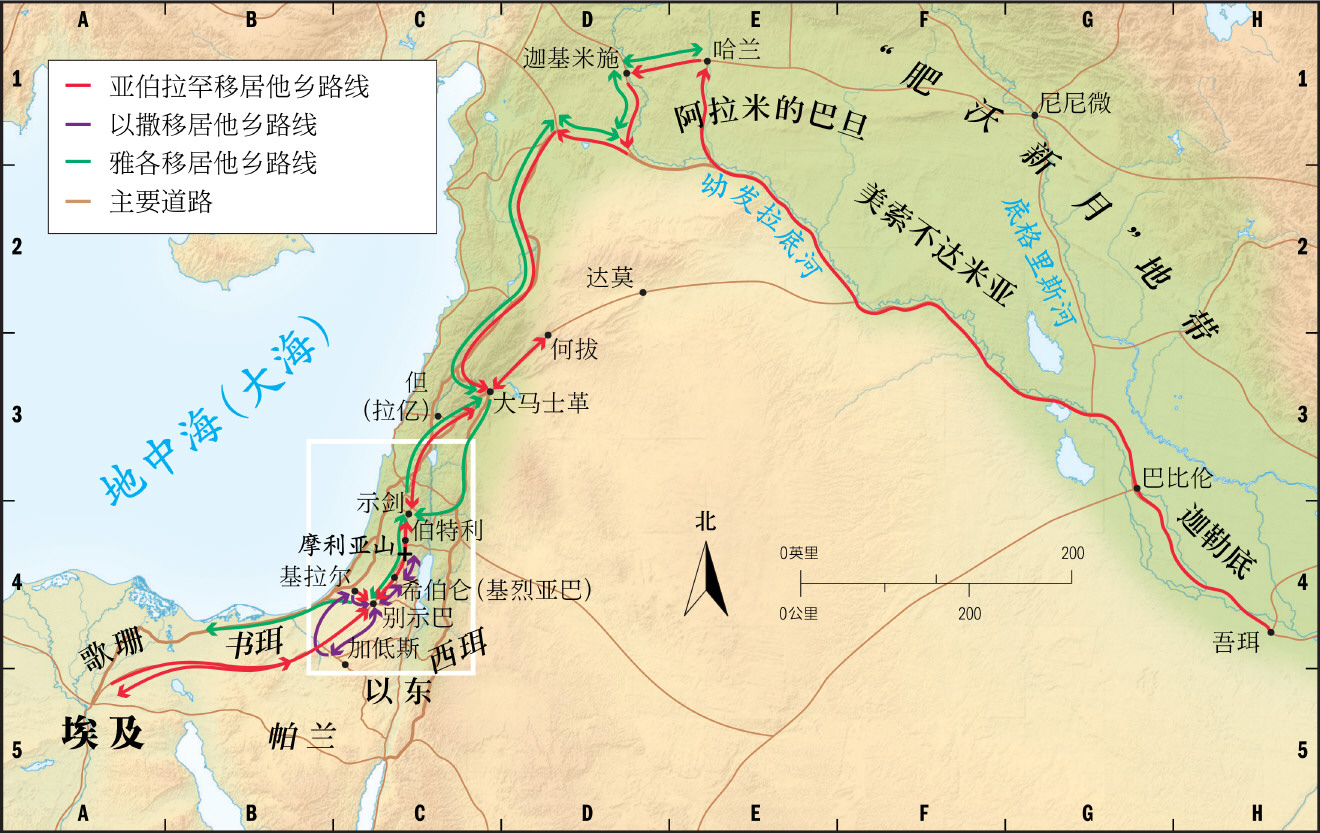 A B C D E F G H
亚伯拉罕移居他乡路线
以撒移居他乡路线
雅各移居他乡路线
主要道路
1
1
迦基米施
哈兰
“肥沃新月”地带
阿拉米的巴旦
尼尼微
幼发拉底河
美索不达米亚
底格里斯河
2
2
达莫
何拔
地中海(大海)
但
(拉亿)
大马士革
3
3
示剑
伯特利
摩利亚山
基拉尔
希伯仑(基烈亚巴)
别示巴
加低斯
西珥
书珥
歌珊
以东
埃及
帕兰
巴比伦
迦勒底
吾珥
北
0英里
200
0公里
200
4
4
5
5
A B C D E F G H